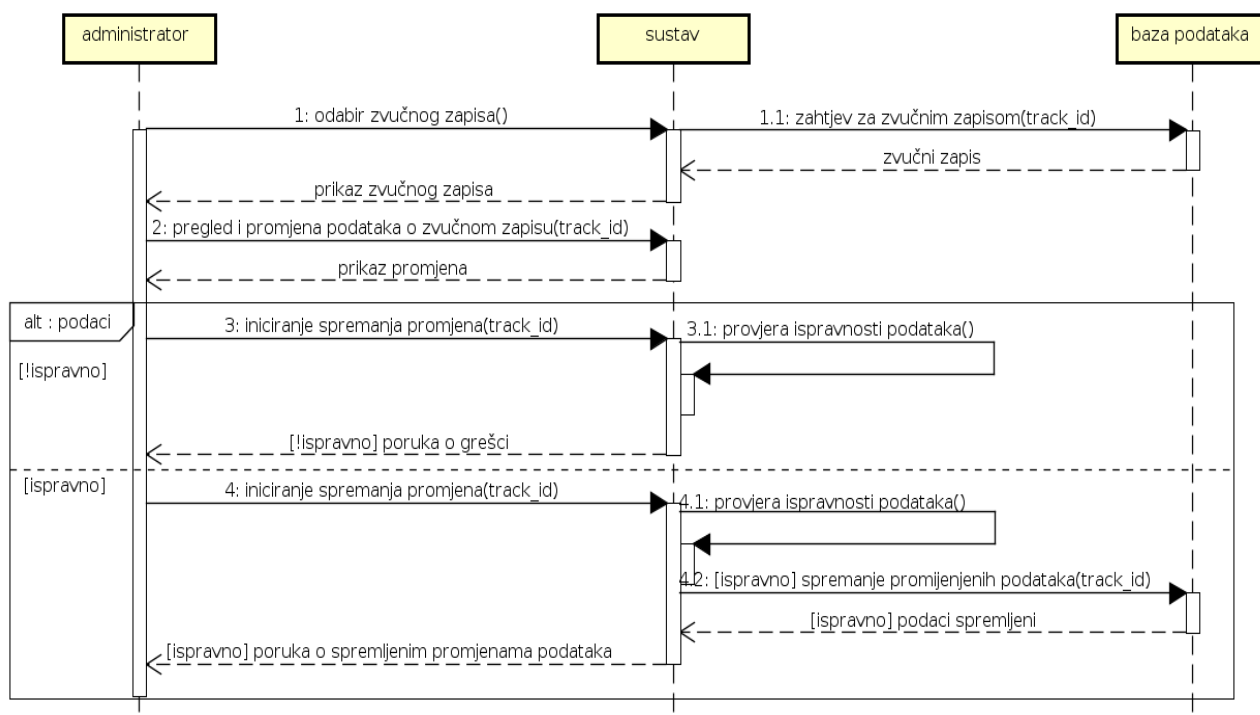 administrator
sustav
baza podataka
1: odabir zvučnog zapisa()
1.1: zahtjev za zvučnim zapisom(track_id)
zvučni zapis
prikaz zvučnog zapisa
2: pregled i promjena podataka o zvučnom zapisu(track_id)
prikaz promjena
alt : podaci
3: iniciranje spremanja promjena(track_id)
3.1: provjera ispravnosti podataka()
[!ispravno]
[!ispravno] poruka o grešci
[ispravno]
4: iniciranje spremanja promjena(track_id)
4.1: provjera ispravnosti podataka()
4.2: [ispravno] spremanje promijenjenih podataka(track_id)
[ispravno] podaci spremljeni
[ispravno] poruka o spremljenim promjenama podataka